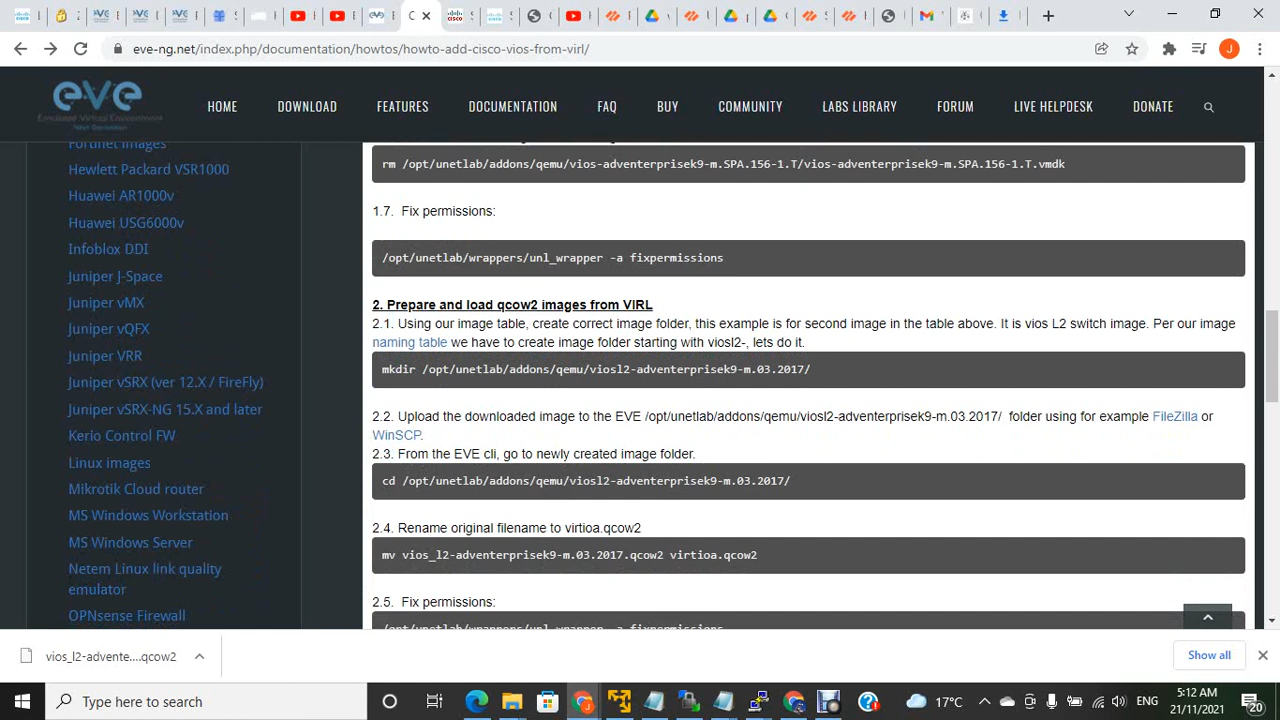 C
eve-ng.net/index.php/documentation/howtos/howto-add-cisco-vios-from-virl/
J
eve
HOME
DOWNLOAD
FEATURES
DOCUMENTATION
FAQ
BUY
COMMUNITY
LABS LIBRARY
FORUM
LIVE HELPDESK
DONATE
Fortinet images
Hewlett Packard VSR1000
Huawei AR1000v
Huawei USG6000v
Infoblox DDI
Juniper J-Space
Juniper vMX
Juniper vQFX
Juniper VRR
Juniper vSRX (ver 12.X / FireFly)
Juniper vSRX-NG 15.X and later
Kerio Control FW
Linux images
Mikrotik Cloud router
MS Windows Workstation
MS Windows Server
Netem Linux link quality
emulator
OPNsense Firewall
rm /opt/unetlab/addons/qemu/vios-adventerprisek9-m.SPA.156-1.T/vios-adventerprisek9-m.SPA.156-1.T.vmdk
1.7. Fix permissions:
/opt/unetlab/wrappers/unl_wrapper -a fixpermissions
2. Prepare and load qcow2 images from VIRL
2.1. Using our image table, create correct image folder, this example is for second image in the table above. It is vios L2 switch image. Per our image
naming table we have to create image folder starting with viosl2-, lets do it.
mkdir /opt/unetlab/addons/qemu/viosl2-adventerprisek9-m.03.2017/
2.2. Upload the downloaded image to the EVE /opt/unetlab/addons/qemu/viosl2-adventerprisek9-m.03.2017/ folder using for example FileZilla or
WinSCP.
2.3. From the EVE cli, go to newly created image folder.
cd /opt/unetlab/addons/qemu/viosl2-adventerprisek9-m.03.2017/
2.4. Rename original filename to virtioa.qcow2
mv vios_l2-adventerprisek9-m.03.2017.qcow2 virtioa.qcow2
2.5. Fix permissions:
/opt/unetlab/wrappers/unl_wrapper -a fixpermissions
vios_l2-advente....qcow2
Show all
Type here to search
17°C
ENG
5:12 AM
21/11/2021
20